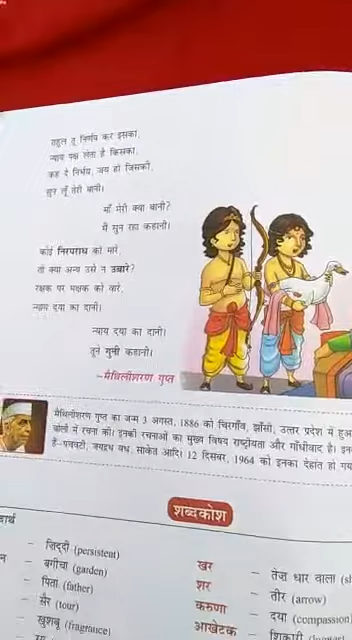 राहुल तू निर्णय कर इसका,
न्याय पक्ष लेता है किसका,
कह दे निर्भय, जय हो जिसकी,
सुन लूँ तेरी बानी।
माँ मेरी क्या बानी?
मैं सुन रहा कहानी।
कोई निरपराध को मारे,
तो क्या अन्य उसे न उबारे?
रक्षक पर भक्षक को वारे,
न्याय दया का दानी।
न्याय दया का दानी।
तूने गुनी कहानी।
-मैथिलीशरण गुप्त
मैथिलीशरण गुप्त का जन्म 3 अगस्त, 1886 को चिरगाँव, झाँसी, उत्तर प्रदेश में हुआ
बोली में रचना की। इनकी रचनाओं का मुख्य विषय राष्ट्रीयता और गाँधीवाद है।
हैं-पंचवटी, जयद्रथ वध, साकेत आदि। 12 दिसंबर, 1964 को इनका देहांत हो
शब्दकोश
- ज़िद्दी (persistent)
- बगीचा (garden)
- पिता (father)
- सैर (tour)
- खुशबू (fragrance)
खर - तेज़ धार वाला
शर - तीर (arrow)
करुणा - दया (compassion)
आखेटक - शिकारी